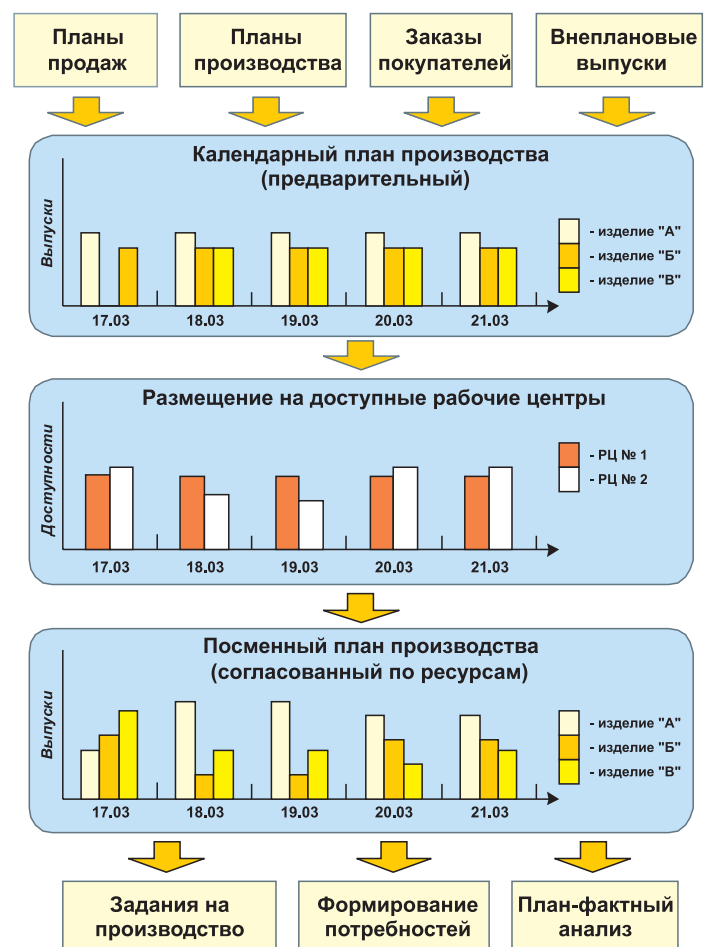 Планы
продаж
Планы
производства
Заказы
покупателей
Внеплановые
выпуски
Календарный план производства
(предварительный)
Выпуски
- изделие "А"
- изделие "Б"
- изделие "В"
17.03 18.03 19.03 20.03 21.03
Размещение на доступные рабочие центры
Доступности
- РЦ № 1
- РЦ № 2
17.03 18.03 19.03 20.03 21.03
Посменный план производства
(согласованный по ресурсам)
Выпуски
- изделие "А"
- изделие "Б"
- изделие "В"
17.03 18.03 19.03 20.03 21.03
Задания на
производство
Формирование
потребностей
План-фактный
анализ